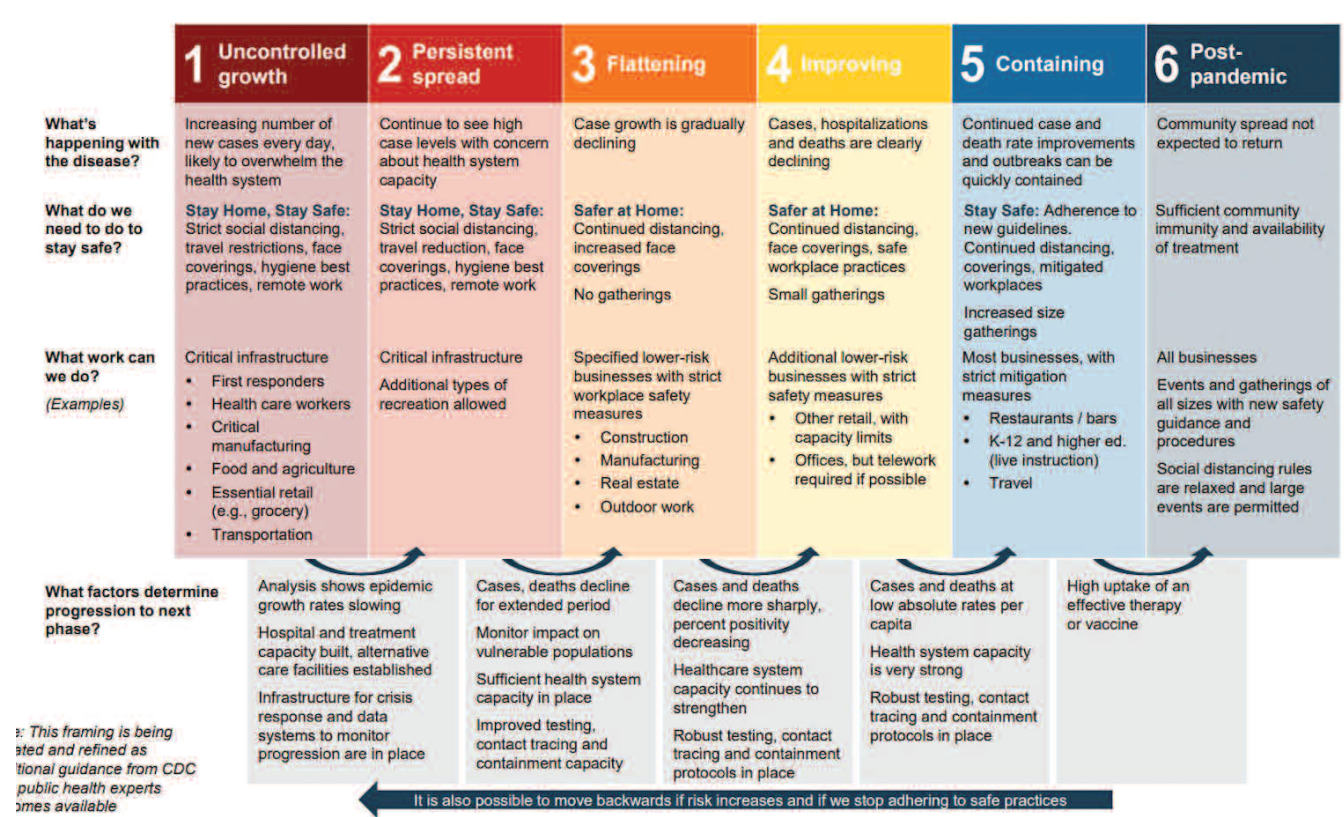 1 Uncontrolled
growth
2 Persistent
spread
3 Flattening
4 Improving
5 Containing
6 Post-
pandemic
What's
happening with
the disease?
Increasing number of
new cases every day,
likely to overwhelm the
health system
Continue to see high
case levels with concern
about health system
capacity
Case growth is gradually
declining
Cases, hospitalizations
and deaths are clearly
declining
Continued case and
death rate improvements
and outbreaks can be
quickly contained
Community spread not
expected to return
What do we
need to do to
stay safe?
Stay Home, Stay Safe:
Strict social distancing,
travel restrictions, face
coverings, hygiene best
practices, remote work
Stay Home, Stay Safe:
Strict social distancing,
travel reduction, face
coverings, hygiene best
practices, remote work
Safer at Home:
Continued distancing,
increased face
coverings
No gatherings
Safer at Home:
Continued distancing,
face coverings, safe
workplace practices
Small gatherings
Stay Safe: Adherence to
new guidelines.
Continued distancing,
coverings, mitigated
workplaces
Increased size
gatherings
Sufficient community
immunity and availability
of treatment
What work can
we do?
(Examples)
Critical infrastructure
• First responders
• Health care workers
• Critical
manufacturing
• Food and agriculture
• Essential retail
(e.g., grocery)
• Transportation
Critical infrastructure
Additional types of
recreation allowed
Specified lower-risk
businesses with strict
workplace safety
measures
• Construction
• Manufacturing
• Real estate
• Outdoor work
Additional lower-risk
businesses with strict
safety measures
• Other retail, with
capacity limits
• Offices, but telework
required if possible
Most businesses, with
strict mitigation
measures
• Restaurants / bars
• K-12 and higher ed.
(live instruction)
• Travel
All businesses
Events and gatherings of
all sizes with new safety
guidance and
procedures
Social distancing rules
are relaxed and large
events are permitted
What factors determine
progression to next
phase?
Analysis shows epidemic
growth rates slowing
Hospital and treatment
capacity built, alternative
care facilities established
Infrastructure for crisis
response and data
systems to monitor
progression are in place
Cases, deaths decline
for extended period
Monitor impact on
vulnerable populations
Sufficient health system
capacity in place
Improved testing,
contact tracing and
containment capacity
Cases and deaths
decline more sharply,
percent positivity
decreasing
Healthcare system
capacity continues to
strengthen
Robust testing, contact
tracing and containment
protocols in place
Cases and deaths at
low absolute rates per
capita
Health system capacity
is very strong
Robust testing, contact
tracing and containment
protocols in place
High uptake of an
effective therapy
or vaccine
e: This framing is being
ated and refined as
tional guidance from CDC
public health experts
omes available
It is also possible to move backwards if risk increases and if we stop adhering to safe practices